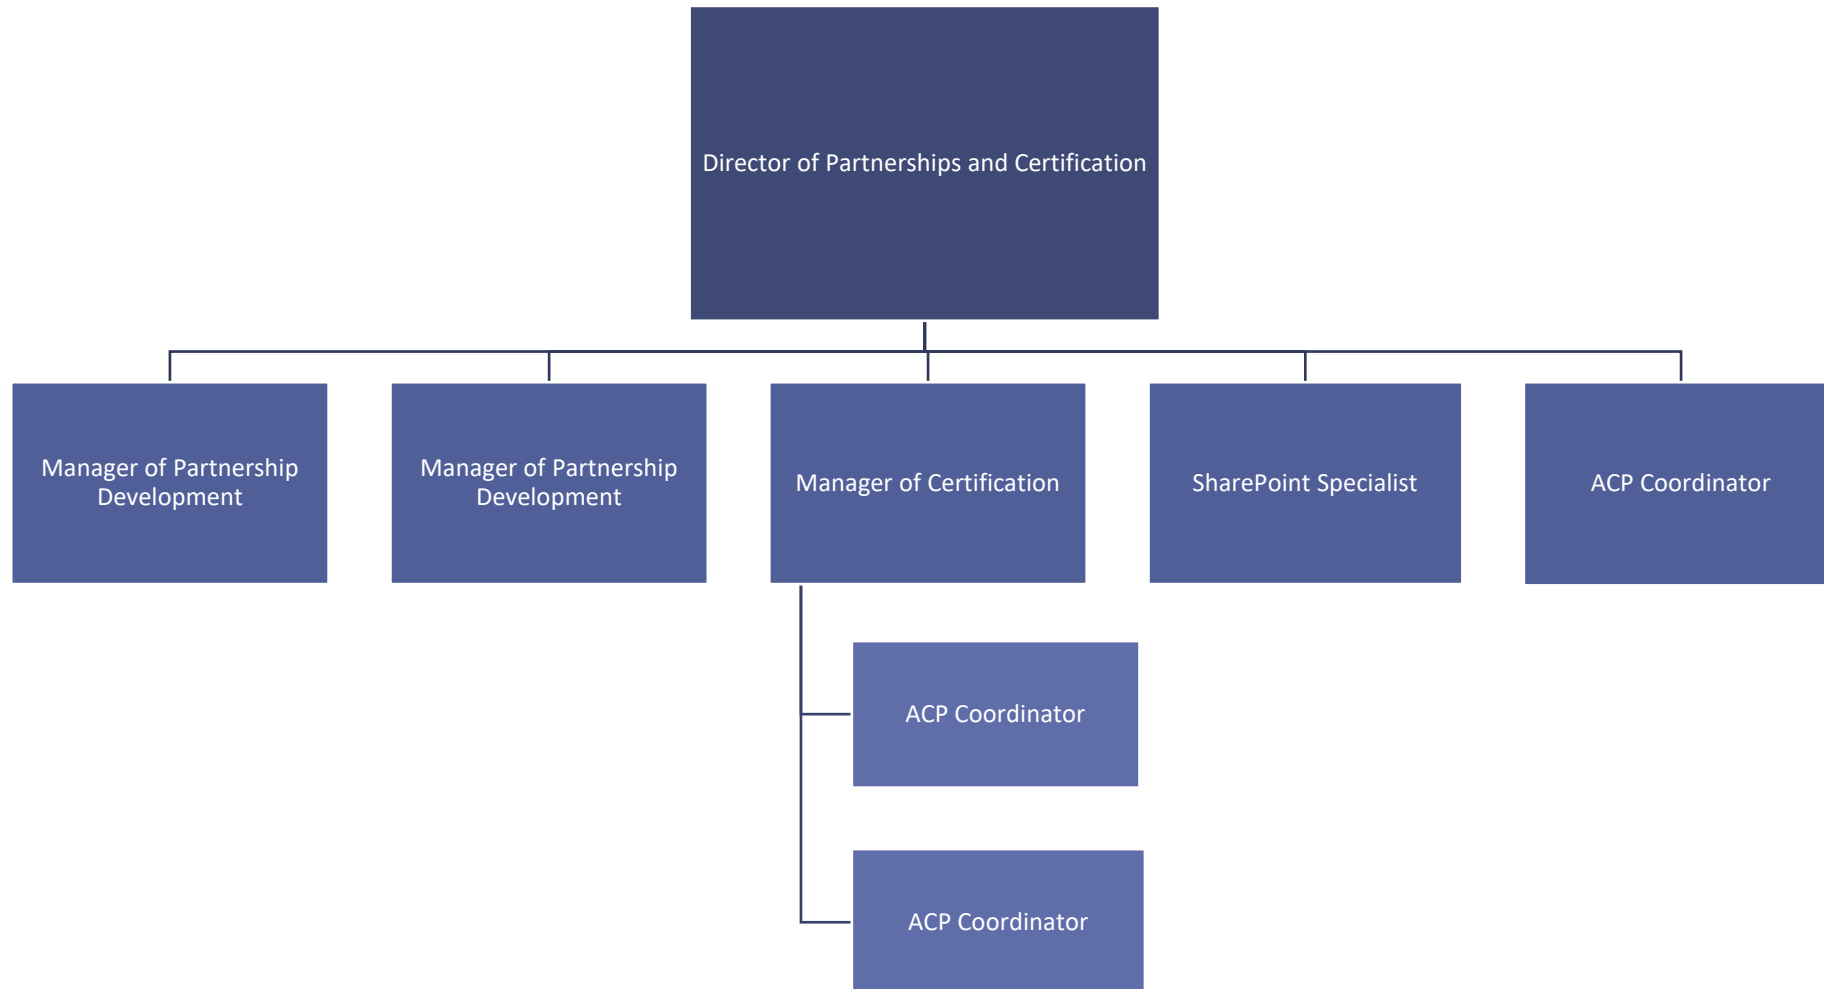 Director of Partnerships and Certification
Manager of Partnership
Development
Manager of Partnership
Development
Manager of Certification
SharePoint Specialist
ACP Coordinator
ACP Coordinator
ACP Coordinator